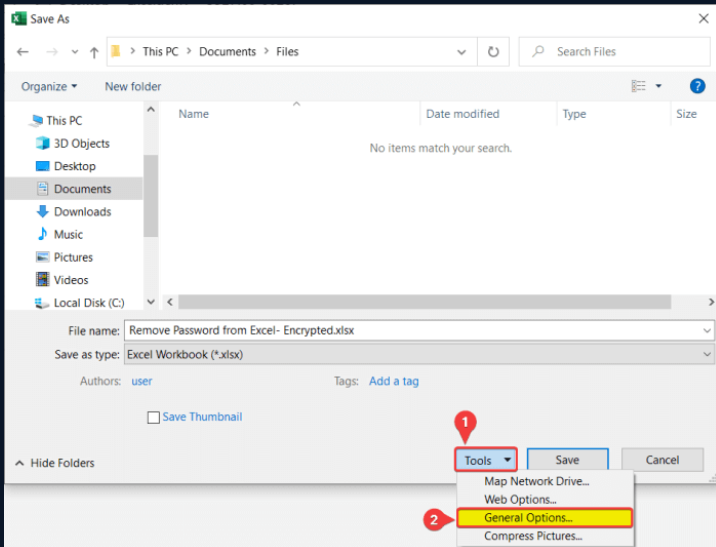 Save As
This PC > Documents > Files
Search Files
Organize
New folder
?
Name
Date modified
Type
Size
No items match your search.
This PC
3D Objects
Desktop
Documents
Downloads
Music
Pictures
Videos
Local Disk (C:)
File name: Remove Password from Excel- Encrypted.xlsx
Save as type: Excel Workbook (*.xlsx)
Authors: user
Tags: Add a tag
Save Thumbnail
1
Hide Folders
Tools
Save
Cancel
Map Network Drive...
Web Options...
2
General Options...
Compress Pictures...